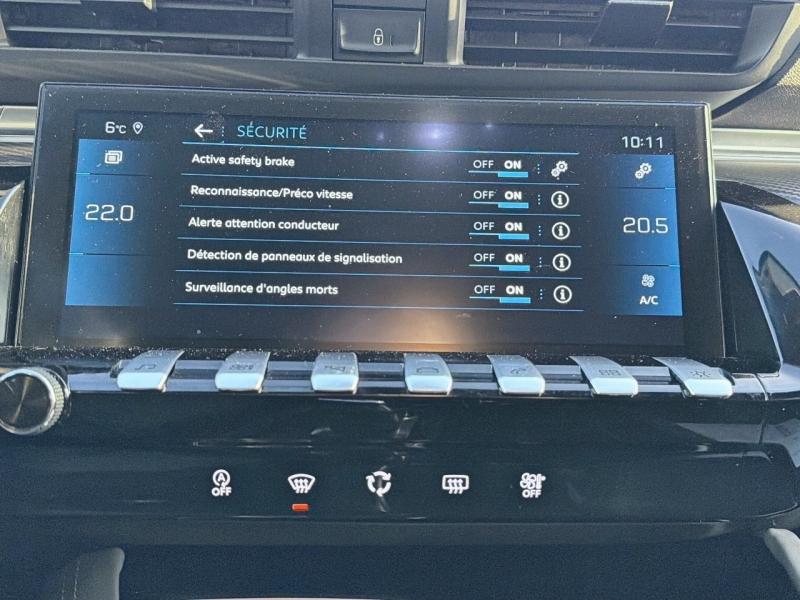 6°C
SÉCURITÉ
10:11
Active safety brake OFF ON
22.0
Reconnaissance/Préco vitesse OFF ON
Alerte attention conducteur OFF ON
20.5
Détection de panneaux de signalisation OFF ON
Surveillance d'angles morts OFF ON
A/C
A OFF
OFF